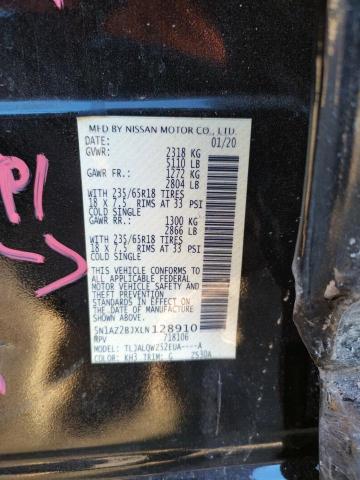 MFD BY NISSAN MOTOR CO., LTD.
DATE: 01/20
GVWR: 2318 KG
5110 LB
GAWR FR.: 1272 KG
2804 LB
WITH 235/65R18 TIRES
18 X 7.5 RIMS AT 33 PSI
COLD SINGLE
GAWR RR.: 1300 KG
2866 LB
WITH 235/65R18 TIRES
18 X 7.5 RIMS AT 33 PSI
COLD SINGLE
THIS VEHICLE CONFORMS TO
ALL APPLICABLE FEDERAL
MOTOR VEHICLE SAFETY
AND THEFT PREVENTION
STANDARDS IN EFFECT ON
THE DATE OF MANUFACTURE
SHOWN ABOVE.
5N1AZ2BJXLN128910
MPV 718106
MODEL: TLJALQWZS2EUA----A
COLOR: KH3 TRIM: G
PI